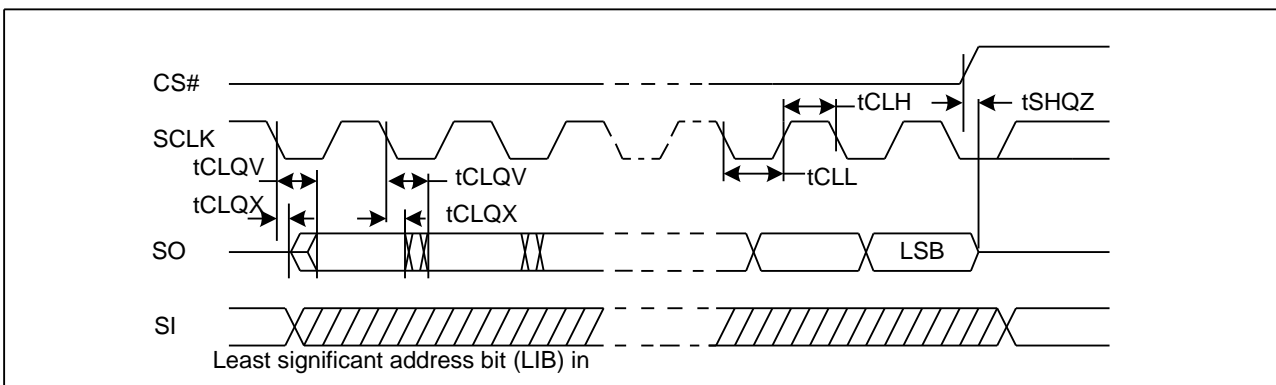 CS#
tCLH
tSHQZ
SCLK
tCLQV
tCLQV
tCLL
tCLQX
tCLQX
SO
LSB
SI
Least significant address bit (LIB) in